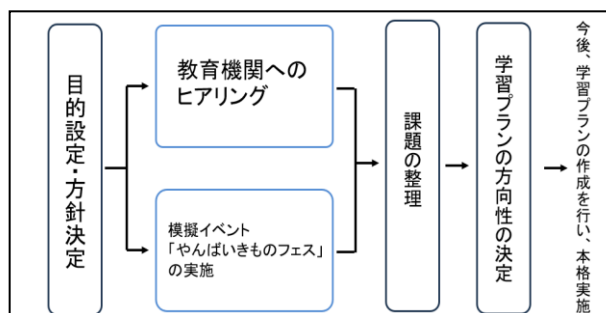 目的設定・方針決定
教育機関への
ヒアリング
模擬イベント
「やんばいきものフェス」
の実施
課題の整理
学習プランの方向性の決定
今後、学習プランの作成を行い、本格実施